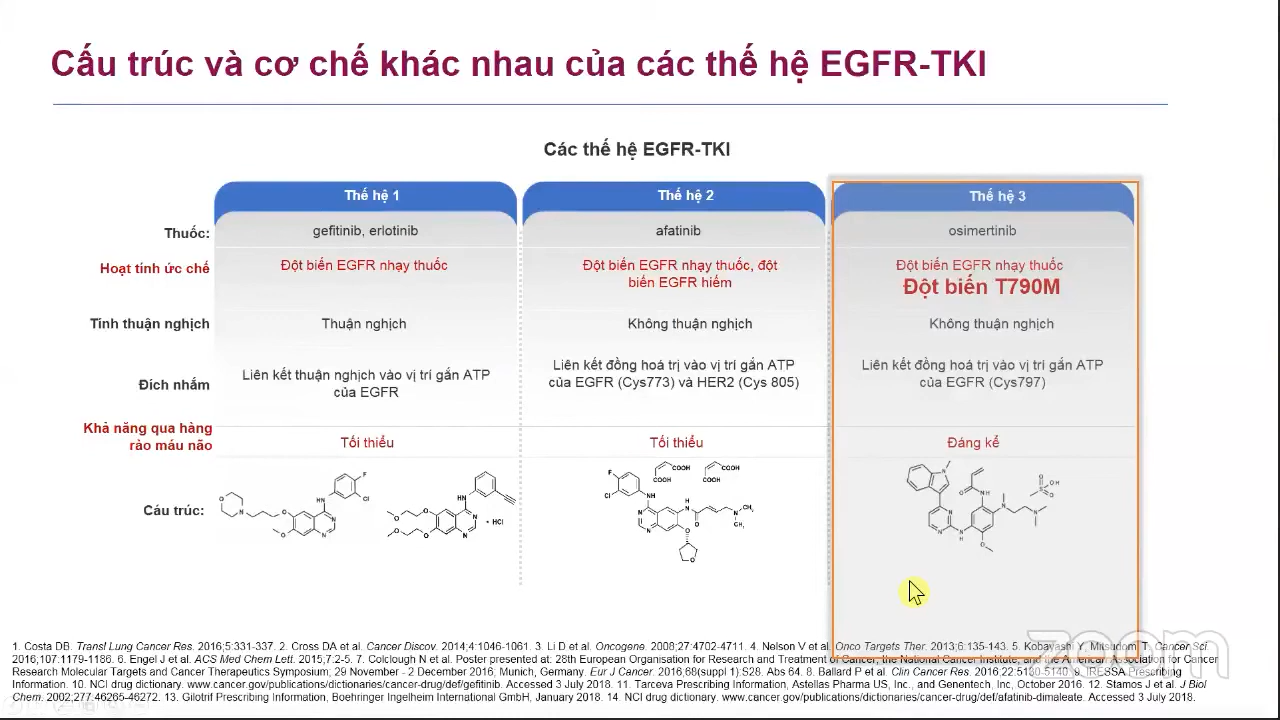 Cấu trúc và cơ chế khác nhau của các thế hệ EGFR-TKI
Các thế hệ EGFR-TKI
Thế hệ 1
Thế hệ 2
Thế hệ 3
Thuốc:
gefitinib, erlotinib
afatinib
osimertinib
Hoạt tính ức chế
Đột biến EGFR nhạy thuốc
Đột biến EGFR nhạy thuốc, đột
biến EGFR hiếm
Đột biến EGFR nhạy thuốc
Đột biến T790M
Tính thuận nghịch
Thuận nghịch
Không thuận nghịch
Không thuận nghịch
Đích nhắm
Liên kết thuận nghịch vào vị trí gắn ATP
của EGFR
Liên kết đồng hoá trị vào vị trí gắn ATP
của EGFR (Cys773) và HER2 (Cys 805)
Liên kết đồng hoá trị vào vị trí gắn ATP
của EGFR (Cys797)
Khả năng qua hàng
rào máu não
Tối thiểu
Tối thiểu
Đáng kể
Cấu trúc:
• HCl
COOH
COOH
COOH
COOH
1. Costa DB. Transl Lung Cancer Res. 2016;5:331-337. 2. Cross DA et al. Cancer Discov. 2014;4:1046-1061. 3. Li D et al. Oncogene. 2008;27:4702-4711. 4. Nelson V et al. Onco Targets Ther. 2013;6:135-143. 5. Kobayashi Y, Mitsudomi T. Cancer Sci
2016;107:1179-1186. 6. Engel J et al. ACS Med Chem Lett. 2015;7:2-5. 7. Colclough N et al. Poster presented at: 28th European Organisation for Research and Treatment of Cancer, the National Cancer Institute, and the American Association for Cancer
Research Molecular Targets and Cancer Therapeutics Symposium; 29 November - 2 December 2016; Munich, Germany. Eur J Cancer. 2016;68(suppl 1):S28. Abs 64. 8. Ballard P et al. Clin Cancer Res. 2016;22:5130-5140. 9. IRESSA Prescribing
Information. 10. NCI drug dictionary. www.cancer.gov/publications/dictionaries/cancer-drug/def/gefitinib. Accessed 3 July 2018. 11. Tarceva Prescribing Information, Astellas Pharma US, Inc., and Genentech, Inc, October 2016. 12. Stamos J et al. J Biol
Chem. 2002;277:46265-46272. 13. Gilotrif Prescribing Information, Boehringer Ingelheim International GmbH, January 2018. 14. NCI drug dictionary. www.cancer.gov/publications/dictionaries/cancer-drug/def/afatinib-dimaleate. Accessed 3 July 2018.
zoom